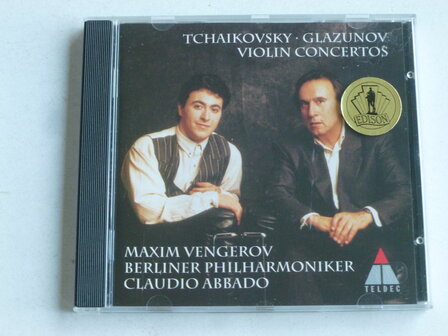 TCHAIKOVSKY · GLAZUNOV
VIOLIN CONCERTOS
EDISON
MAXIM VENGEROV
BERLINER PHILHARMONIKER
CLAUDIO ABBADO
TELDEC